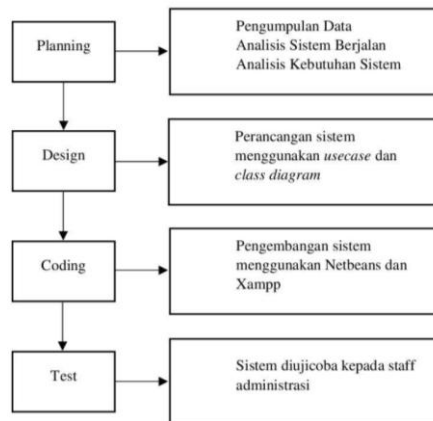 Planning
Pengumpulan Data
Analisis Sistem Berjalan
Analisis Kebutuhan Sistem
Design
Perancangan sistem
menggunakan usecase dan
class diagram
Coding
Pengembangan sistem
menggunakan Netbeans dan
Xampp
Test
Sistem diujicoba kepada staff
administrasi